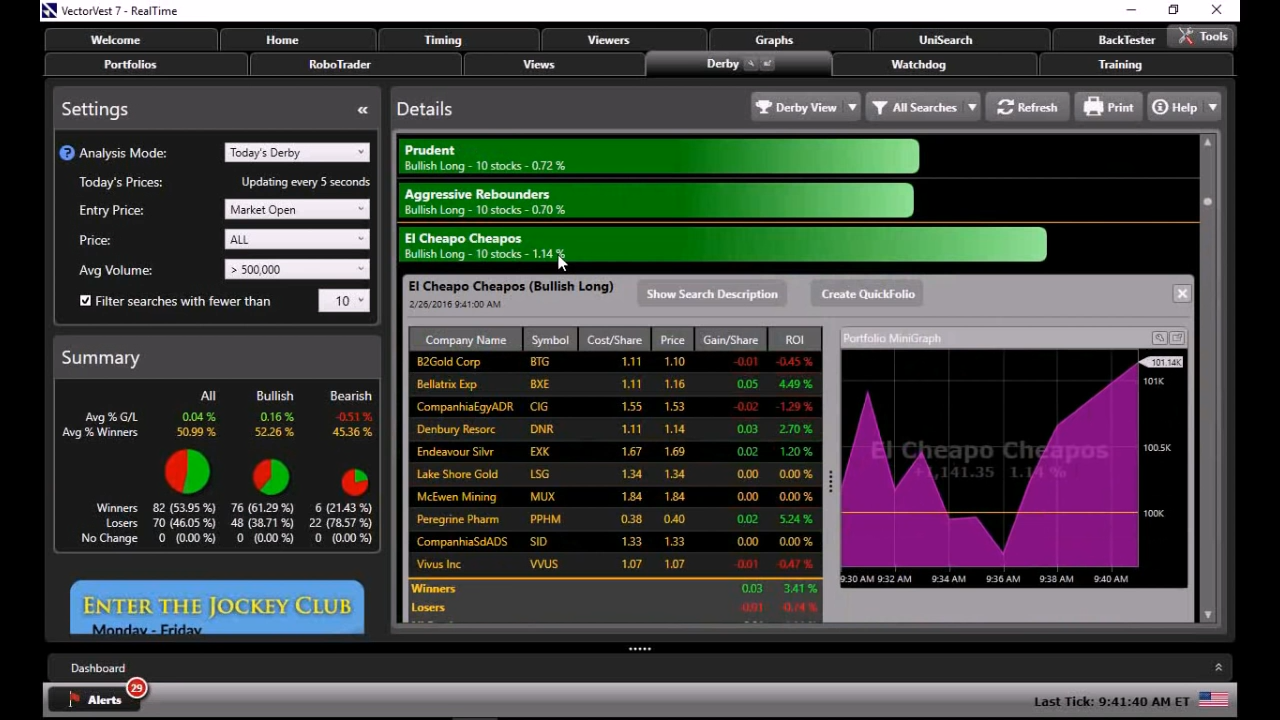 VectorVest 7 - RealTime
Welcome Home Timing Viewers Graphs UniSearch BackTester Tools
Portfolios RoboTrader Views Derby Watchdog Training
Settings «
? Analysis Mode: Today's Derby
Today's Prices: Updating every 5 seconds
Entry Price: Market Open
Price: ALL
Avg Volume: > 500,000
Filter searches with fewer than 10
Summary
All Bullish Bearish
Avg % G/L 0.04 % 0.16 % -0.51 %
Avg % Winners 50.99 % 52.26 % 45.36 %
Winners 82 (53.95 %) 76 (61.29 %) 6 (21.43 %)
Losers 70 (46.05 %) 48 (38.71 %) 22 (78.57 %)
No Change 0 (0.00 %) 0 (0.00 %) 0 (0.00 %)
ENTER THE JOCKEY CLUB
Monday - Friday
Details Derby View All Searches Refresh Print Help
Prudent
Bullish Long - 10 stocks - 0.72 %
Aggressive Rebounders
Bullish Long - 10 stocks - 0.70 %
El Cheapo Cheapos
Bullish Long - 10 stocks - 1.14 %
El Cheapo Cheapos (Bullish Long) Show Search Description Create QuickFolio
2/26/2016 9:41:00 AM
Company Name Symbol Cost/Share Price Gain/Share ROI
B2Gold Corp BTG 1.11 1.10 -0.01 -0.45 %
Bellatrix Exp BXE 1.11 1.16 0.05 4.49 %
CompanhiaEgyADR CIG 1.55 1.53 -0.02 -1.29 %
Denbury Resorc DNR 1.11 1.14 0.03 2.70 %
Endeavour Silvr EXK 1.67 1.69 0.02 1.20 %
Lake Shore Gold LSG 1.34 1.34 0.00 0.00 %
McEwen Mining MUX 1.84 1.84 0.00 0.00 %
Peregrine Pharm PPHM 0.38 0.40 0.02 5.24 %
CompanhiaSdADS SID 1.33 1.33 0.00 0.00 %
Vivus Inc VVUS 1.07 1.07 -0.01 -0.47 %
Winners 0.03 3.41 %
Losers -0.01 -0.74 %
Portfolio MiniGraph
101.14K
101K
El Cheapo Cheapos
+1,141.35 1.14 %
100.5K
100K
9:30 AM 9:32 AM 9:34 AM 9:36 AM 9:38 AM 9:40 AM
Dashboard
Alerts 29
Last Tick: 9:41:40 AM ET